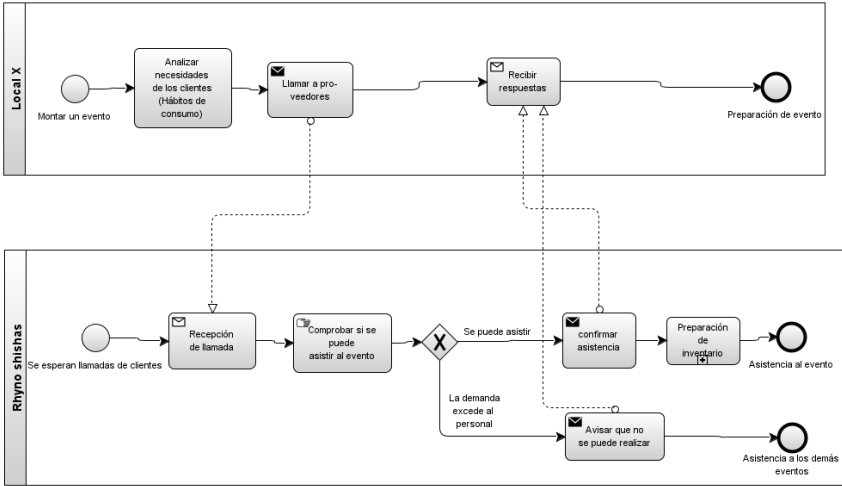 Local X
Montar un evento
Analizar
necesidades
de los clientes
(Hábitos de
consumo)
Llamar a pro-
veedores
Recibir
respuestas
Preparación de evento
Rhyno shishas
Se esperan llamadas de clientes
Recepción
de llamada
Comprobar si se
puede
asistir al evento
X
Se puede asistir
confirmar
asistencia
Preparación
de
inventario
Asistencia al evento
La demanda
excede al
personal
Avisar que no
se puede realizar
Asistencia a los demás
eventos